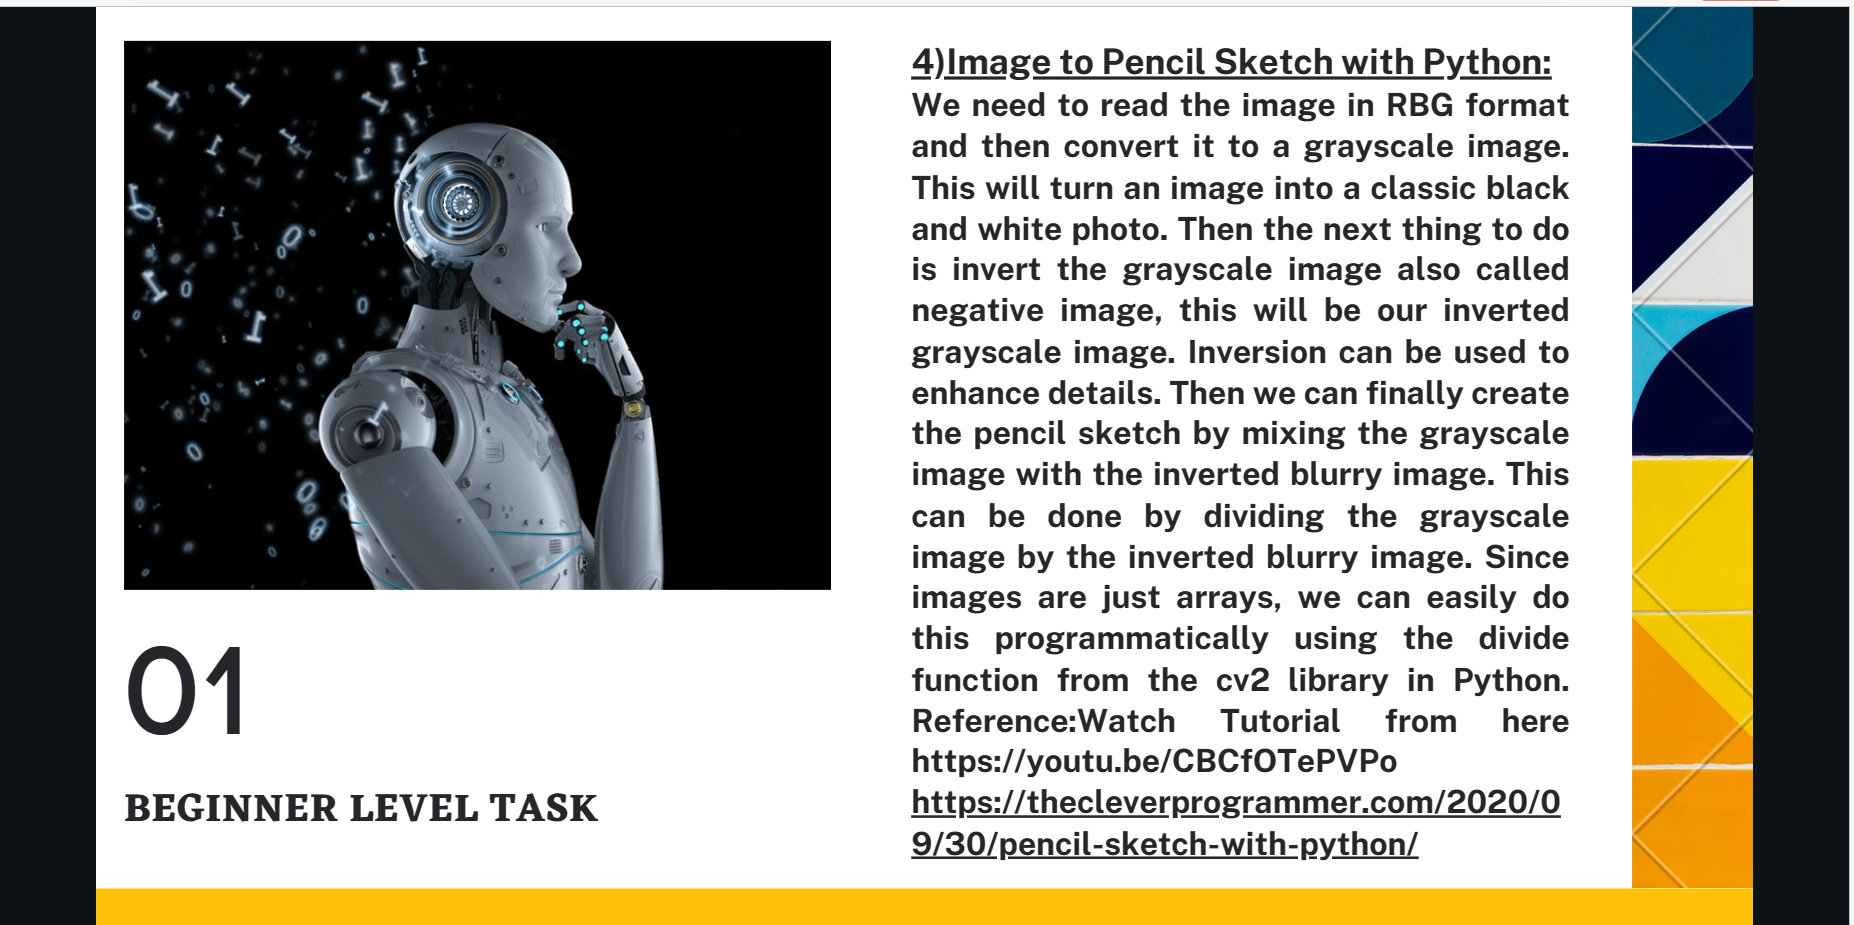 4)Image to Pencil Sketch with Python:
We need to read the image in RBG format
and then convert it to a grayscale image.
This will turn an image into a classic black
and white photo. Then the next thing to do
is invert the grayscale image also called
negative image, this will be our inverted
grayscale image. Inversion can be used to
enhance details. Then we can finally create
the pencil sketch by mixing the grayscale
image with the inverted blurry image. This
can be done by dividing the grayscale
image by the inverted blurry image. Since
images are just arrays, we can easily do
this programmatically using the divide
function from the cv2 library in Python.
Reference:Watch Tutorial from here
https://youtu.be/CBCfOTePVPo
https://thecleverprogrammer.com/2020/0
9/30/pencil-sketch-with-python/
01
BEGINNER LEVEL TASK